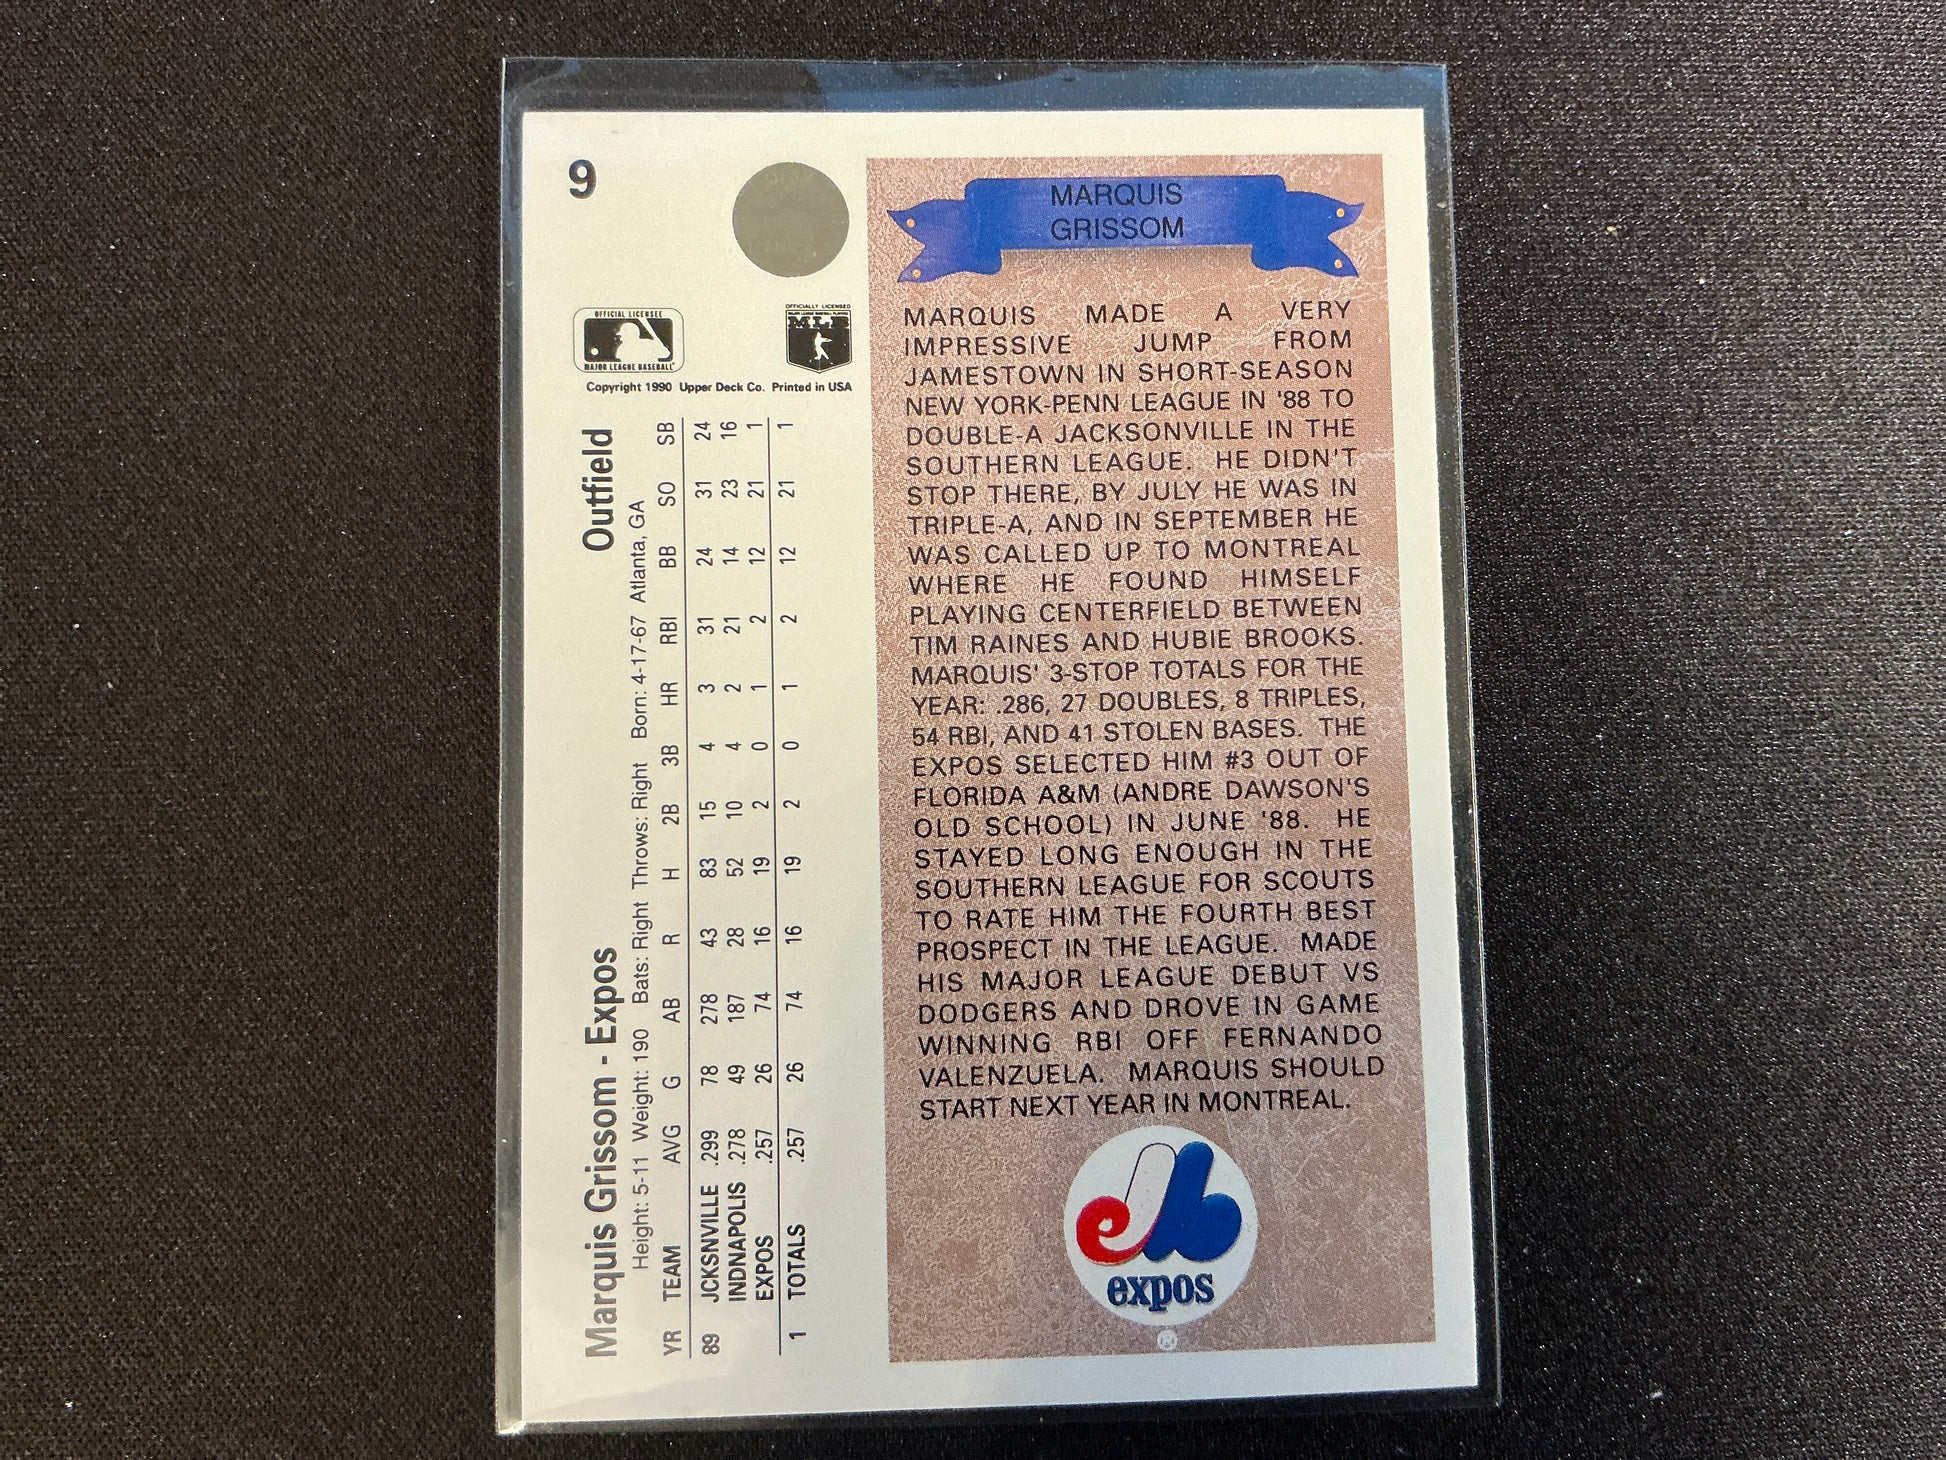 9
OFFICIAL LICENSEE
MAJOR LEAGUE BASEBALL
OFFICIALLY LICENSED
MAJOR LEAGUE BASEBALL PLAYERS
MLB
Copyright 1990 Upper Deck Co. Printed in USA
Marquis Grissom - Expos Outfield
Height: 5-11 Weight: 190 Bats: Right Throws: Right Born: 4-17-67 Atlanta, GA
YR TEAM AVG G AB R H 2B 3B HR RBI BB SO SB
89 JCKSNVILLE .299 78 278 43 83 15 4 3 31 24 31 24
INDNAPOLIS .278 49 187 28 52 10 4 2 21 14 23 16
EXPOS .257 26 74 16 19 2 0 1 2 12 21 1
1 TOTALS .257 26 74 16 19 2 0 1 2 12 21 1
MARQUIS
GRISSOM
MARQUIS MADE A VERY
IMPRESSIVE JUMP FROM
JAMESTOWN IN SHORT-SEASON
NEW YORK-PENN LEAGUE IN '88 TO
DOUBLE-A JACKSONVILLE IN THE
SOUTHERN LEAGUE. HE DIDN'T
STOP THERE, BY JULY HE WAS IN
TRIPLE-A, AND IN SEPTEMBER HE
WAS CALLED UP TO MONTREAL
WHERE HE FOUND HIMSELF
PLAYING CENTERFIELD BETWEEN
TIM RAINES AND HUBIE BROOKS.
MARQUIS' 3-STOP TOTALS FOR THE
YEAR: .286, 27 DOUBLES, 8 TRIPLES,
54 RBI, AND 41 STOLEN BASES. THE
EXPOS SELECTED HIM #3 OUT OF
FLORIDA A&M (ANDRE DAWSON'S
OLD SCHOOL) IN JUNE '88. HE
STAYED LONG ENOUGH IN THE
SOUTHERN LEAGUE FOR SCOUTS
TO RATE HIM THE FOURTH BEST
PROSPECT IN THE LEAGUE. MADE
HIS MAJOR LEAGUE DEBUT VS
DODGERS AND DROVE IN GAME
WINNING RBI OFF FERNANDO
VALENZUELA. MARQUIS SHOULD
START NEXT YEAR IN MONTREAL.
expos
®